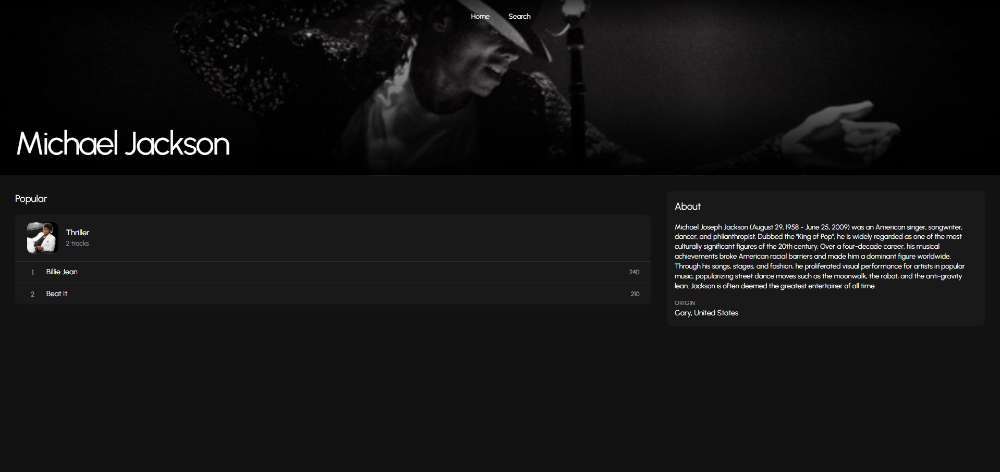 Home
Search
Michael Jackson
Popular
Thriller
2 tracks
1 Billie Jean 240
2 Beat It 210
About
Michael Joseph Jackson (August 29, 1958 - June 25, 2009) was an American singer, songwriter,
dancer, and philanthropist. Dubbed the "King of Pop", he is widely regarded as one of the most
culturally significant figures of the 20th century. Over a four-decade career, his musical
achievements broke American racial barriers and made him a dominant figure worldwide.
Through his songs, stages, and fashion, he proliferated visual performance for artists in popular
music, popularizing street dance moves such as the moonwalk, the robot, and the anti-gravity
lean. Jackson is often deemed the greatest entertainer of all time.
ORIGIN
Gary, United States